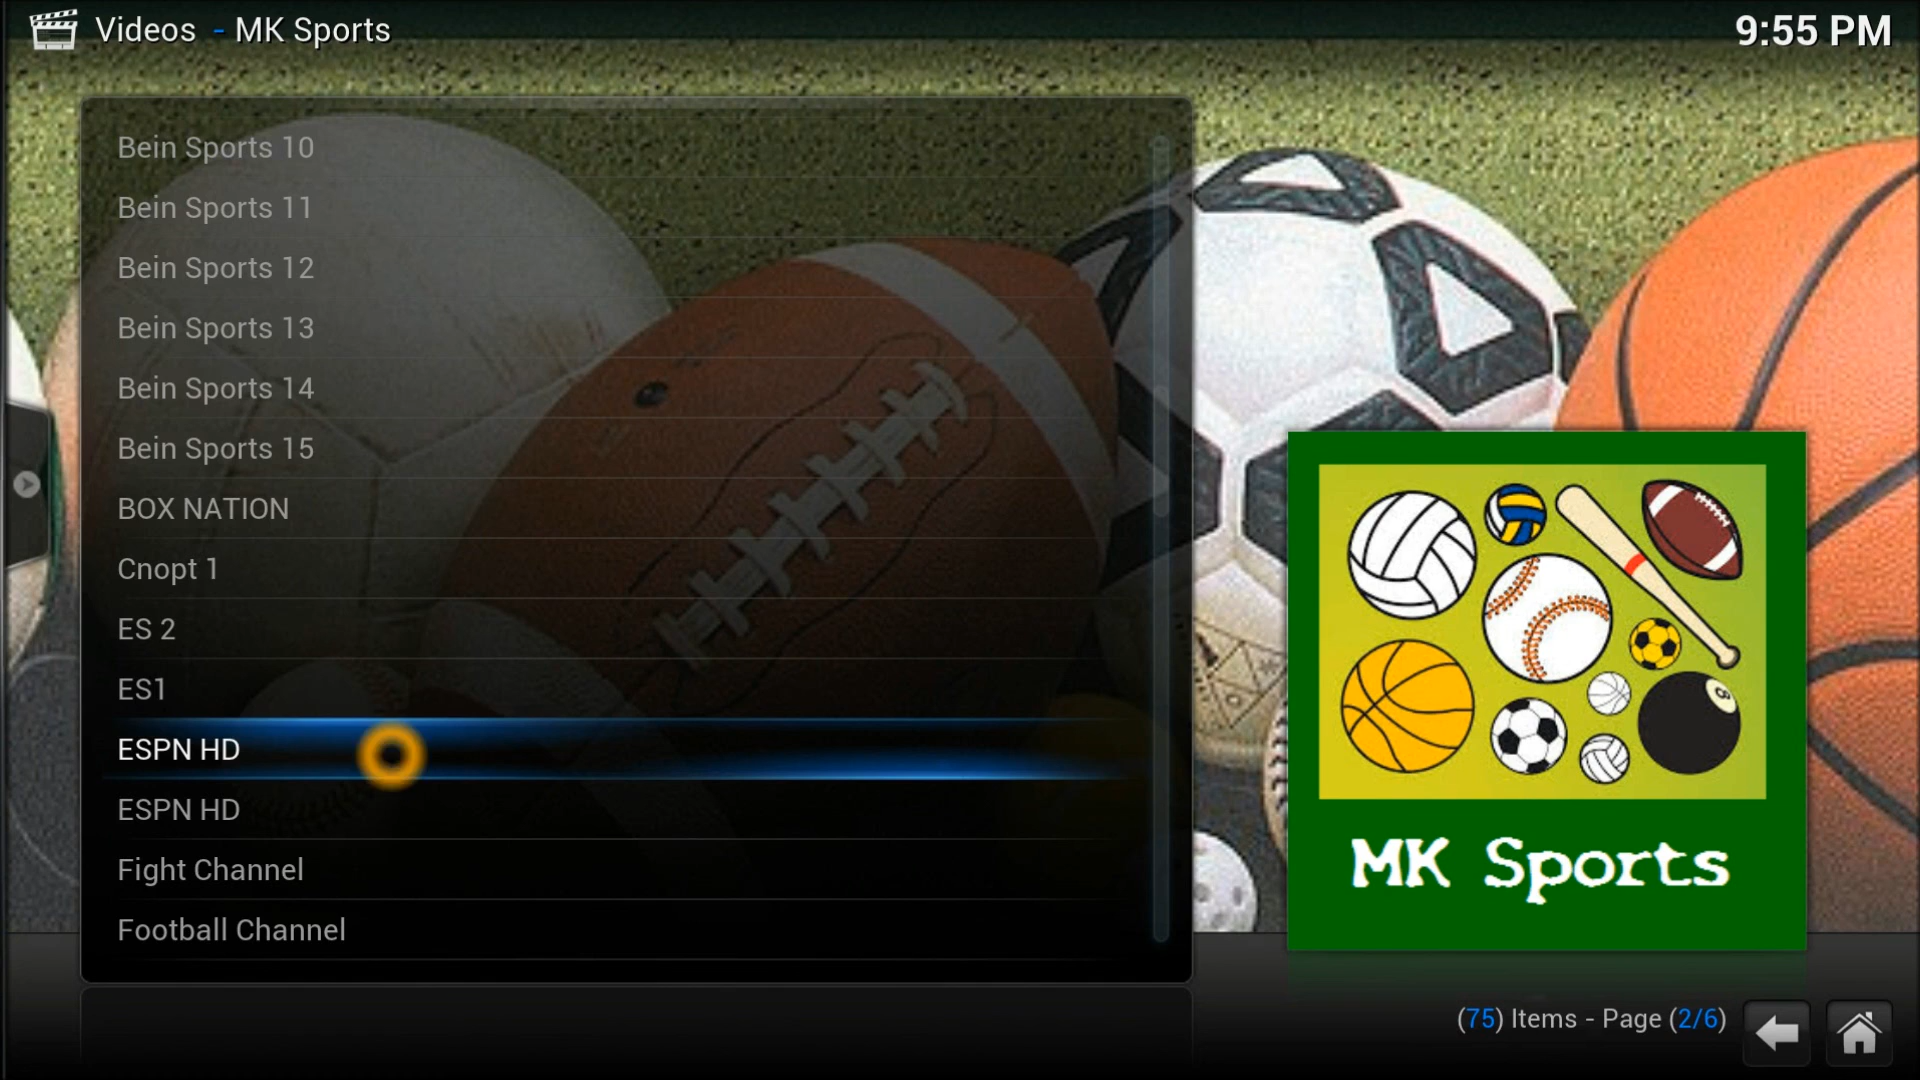 Videos - MK Sports
9:55 PM
Bein Sports 10
Bein Sports 11
Bein Sports 12
Bein Sports 13
Bein Sports 14
Bein Sports 15
BOX NATION
Cnopt 1
ES 2
ES1
ESPN HD
ESPN HD
Fight Channel
Football Channel
8
MK Sports
(75) Items - Page (2/6)